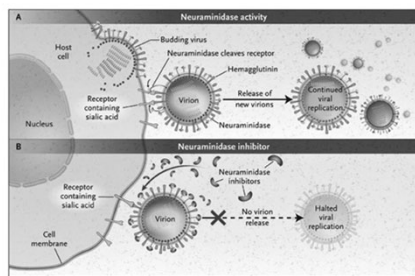 A
Neuraminidase activity
Budding virus
Host
cell
Neuraminidase cleaves receptor
Hemagglutinin
Receptor
containing
sialic acid
Virion
Release of
new virions
Continued
viral
replication
Nucleus
Neuraminidase
B
Neuraminidase inhibitor
Receptor
containing
sialic acid
Neuraminidase
inhibitors
Virion
No virion
release
Halted
viral
replication
Cell
membrane